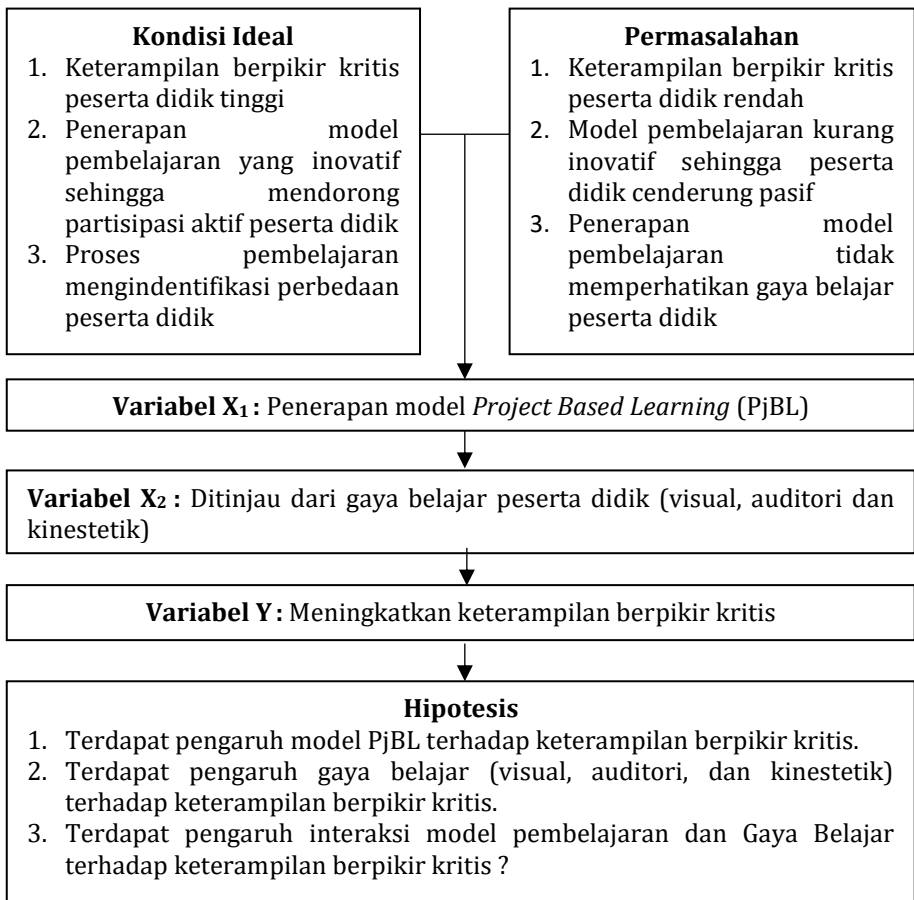 Kondisi Ideal
1. Keterampilan berpikir kritis
peserta didik tinggi
2. Penerapan model
pembelajaran yang inovatif
sehingga mendorong
partisipasi aktif peserta didik
3. Proses pembelajaran
mengindentifikasi perbedaan
peserta didik
Permasalahan
1. Keterampilan berpikir kritis
peserta didik rendah
2. Model pembelajaran kurang
inovatif sehingga peserta
didik cenderung pasif
3. Penerapan model
pembelajaran tidak
memperhatikan gaya belajar
peserta didik
Variabel X₁ : Penerapan model Project Based Learning (PjBL)
Variabel X₂ : Ditinjau dari gaya belajar peserta didik (visual, auditori dan
kinestetik)
Variabel Y : Meningkatkan keterampilan berpikir kritis
Hipotesis
1. Terdapat pengaruh model PjBL terhadap keterampilan berpikir kritis.
2. Terdapat pengaruh gaya belajar (visual, auditori, dan kinestetik)
terhadap keterampilan berpikir kritis.
3. Terdapat pengaruh interaksi model pembelajaran dan Gaya Belajar
terhadap keterampilan berpikir kritis ?